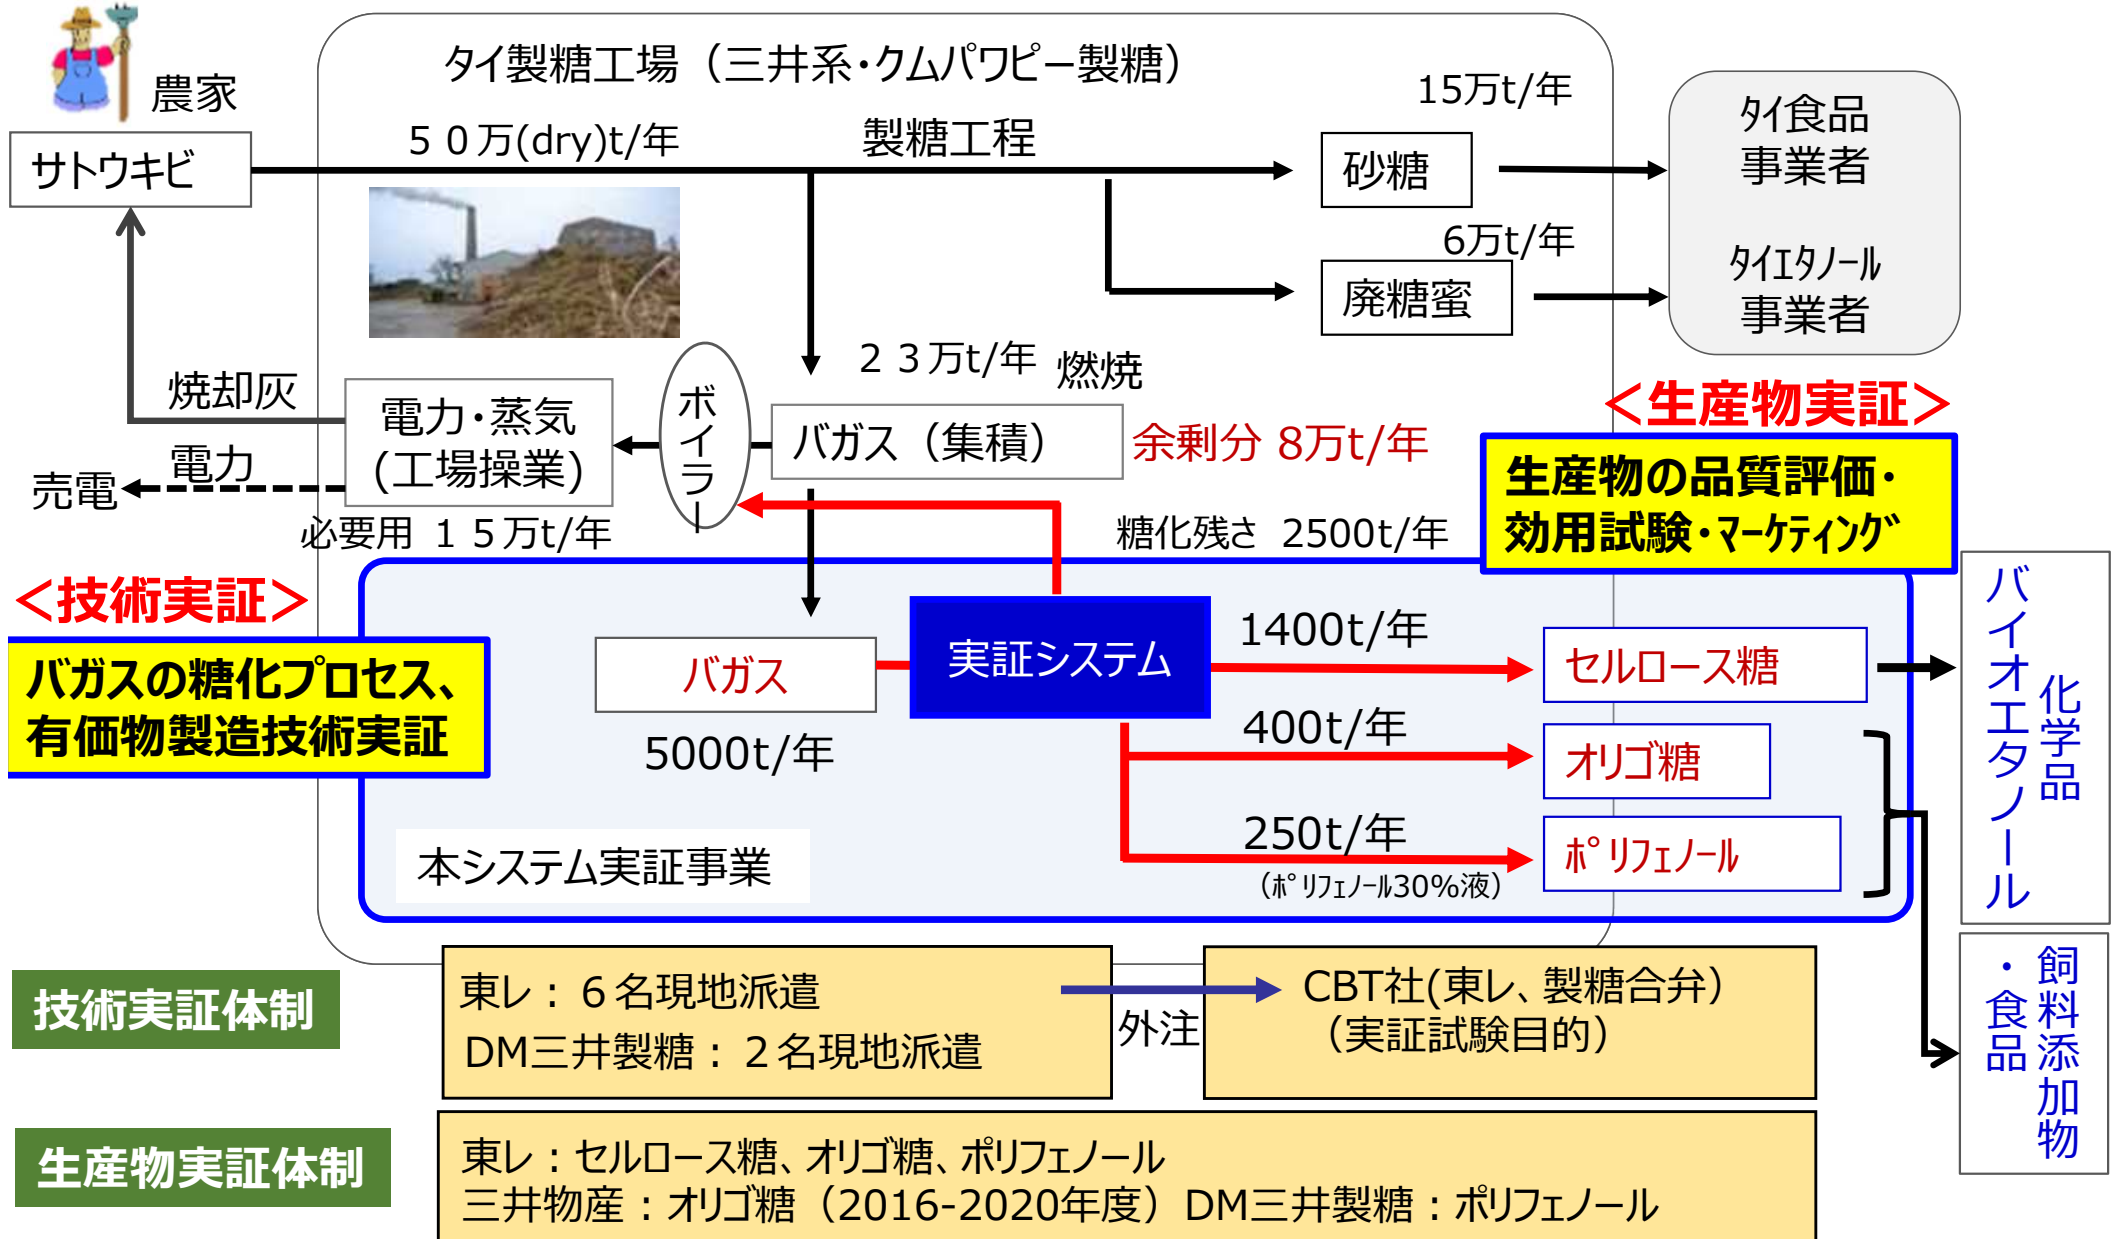 農家
タイ製糖工場（三井系・クムパワピー製糖）
サトウキビ
５０万(dry)t/年
製糖工程
砂糖
15万t/年
タイ食品
事業者
廃糖蜜
6万t/年
タイエタノール
事業者
２３万t/年
燃焼
焼却灰
電力・蒸気
(工場操業)
ボイラー
バガス（集積）
余剰分 8万t/年
電力
売電
必要用 １５万t/年
糖化残さ 2500t/年
＜生産物実証＞
生産物の品質評価・
効用試験・マーケティング
＜技術実証＞
バガスの糖化プロセス、
有価物製造技術実証
バガス
5000t/年
実証システム
1400t/年
セルロース糖
400t/年
オリゴ糖
250t/年
（ポリフェノール30%液）
ポリフェノール
本システム実証事業
化学品
バイオエタノール
飼料添加物
・食品
技術実証体制
東レ：６名現地派遣
DM三井製糖：２名現地派遣
外注
CBT社(東レ、製糖合弁）
（実証試験目的）
生産物実証体制
東レ：セルロース糖、オリゴ糖、ポリフェノール
三井物産：オリゴ糖（2016-2020年度）DM三井製糖：ポリフェノール